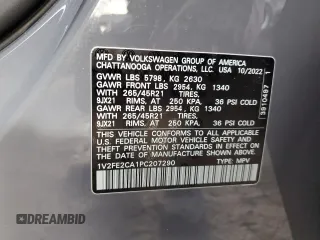 MFD BY VOLKSWAGEN GROUP OF AMERICA
CHATTANOOGA OPERATIONS, LLC. USA 10/2022
GVWR LBS 5798, KG 2630
GAWR FRONT LBS 2954, KG 1340
WITH 265/45R21 TIRES,
9JX21 RIMS, AT 250 KPA, 36 PSI COLD
GAWR REAR LBS 2954, KG 1340
WITH 265/45R21 TIRES,
9JX21 RIMS, AT 250 KPA, 36 PSI COLD
THIS VEHICLE CONFORMS TO ALL APPLICABLE
U.S. FEDERAL MOTOR VEHICLE SAFETY AND
THEFT PREVENTION STANDARDS IN EFFECT ON
THE DATE OF MANUFACTURE SHOWN ABOVE.
1V2FE2CA1PC207290 TYPE: MPV
3910497